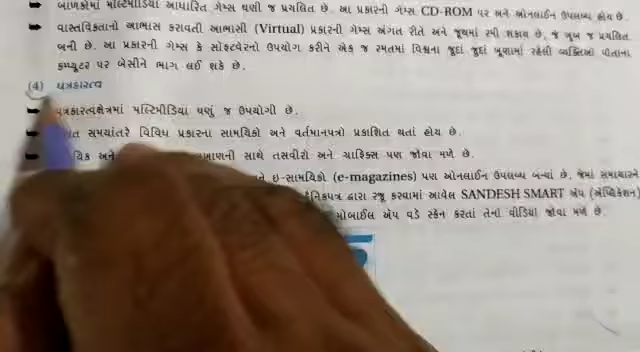 બાળકોમાં મલ્ટિમીડિયા આધારિત ગેમ્સ ઘણી જ પ્રચલિત છે. આ પ્રકારની ગેમ્સ CD-ROM પર અને ઓનલાઈન ઉપલબ્ધ હોય છે.
વાસ્તવિકતાનો આભાસ કરાવતી આભાસી (Virtual) પ્રકારની ગેમ્સ અંગત રીતે અને જૂથમાં રમી શકાય છે, જે ખૂબ જ પ્રચલિત
બની છે. આ પ્રકારની ગેમ્સ કે સોફ્ટવેરનો ઉપયોગ કરીને એક જ રમતમાં વિશ્વના જુદાં જુદાં ખૂણામાં રહેલી વ્યક્તિઓ પોતાના
કમ્પ્યૂટર પર બેસીને ભાગ લઈ શકે છે.
(4) પત્રકારત્વ
પત્રકારત્વક્ષેત્રમાં મલ્ટિમીડિયા ઘણું જ ઉપયોગી છે.
સમયાંતરે વિવિધ પ્રકારના સામયિકો અને વર્તમાનપત્રો પ્રકાશિત થતાં હોય છે.
અને સાથે તસવીરો અને ગ્રાફિક્સ પણ જોવા મળે છે.
ઇ-સામયિકો (e-magazines) પણ ઓનલાઈન ઉપલબ્ધ બન્યાં છે, જેમાં સમાચારને
દ્વારા રજૂ કરવામાં આવેલ SANDESH SMART એપ (એપ્લિકેશન)
મોબાઈલ એપ વડે સ્કેન કરતાં તેનો વીડિયો જોવા મળે છે.